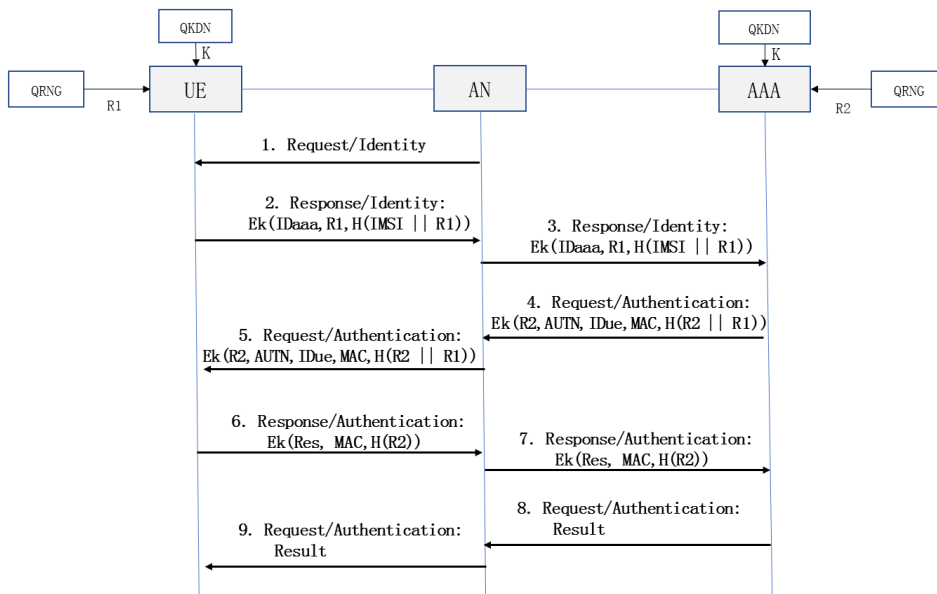 QKDN
QKDN
K
K
QRNG
UE
AN
AAA
QRNG
R1
R2
1. Request/Identity
2. Response/Identity:
Ek(IDaaa,R1,H(IMSI || R1))
3. Response/Identity:
Ek(IDaaa,R1,H(IMSI || R1))
4. Request/Authentication:
Ek(R2,AUTN,IDue,MAC,H(R2 || R1))
5. Request/Authentication:
Ek(R2,AUTN,IDue,MAC,H(R2 || R1))
6. Response/Authentication:
Ek(Res, MAC,H(R2))
7. Response/Authentication:
Ek(Res, MAC,H(R2))
8. Request/Authentication:
Result
9. Request/Authentication:
Result